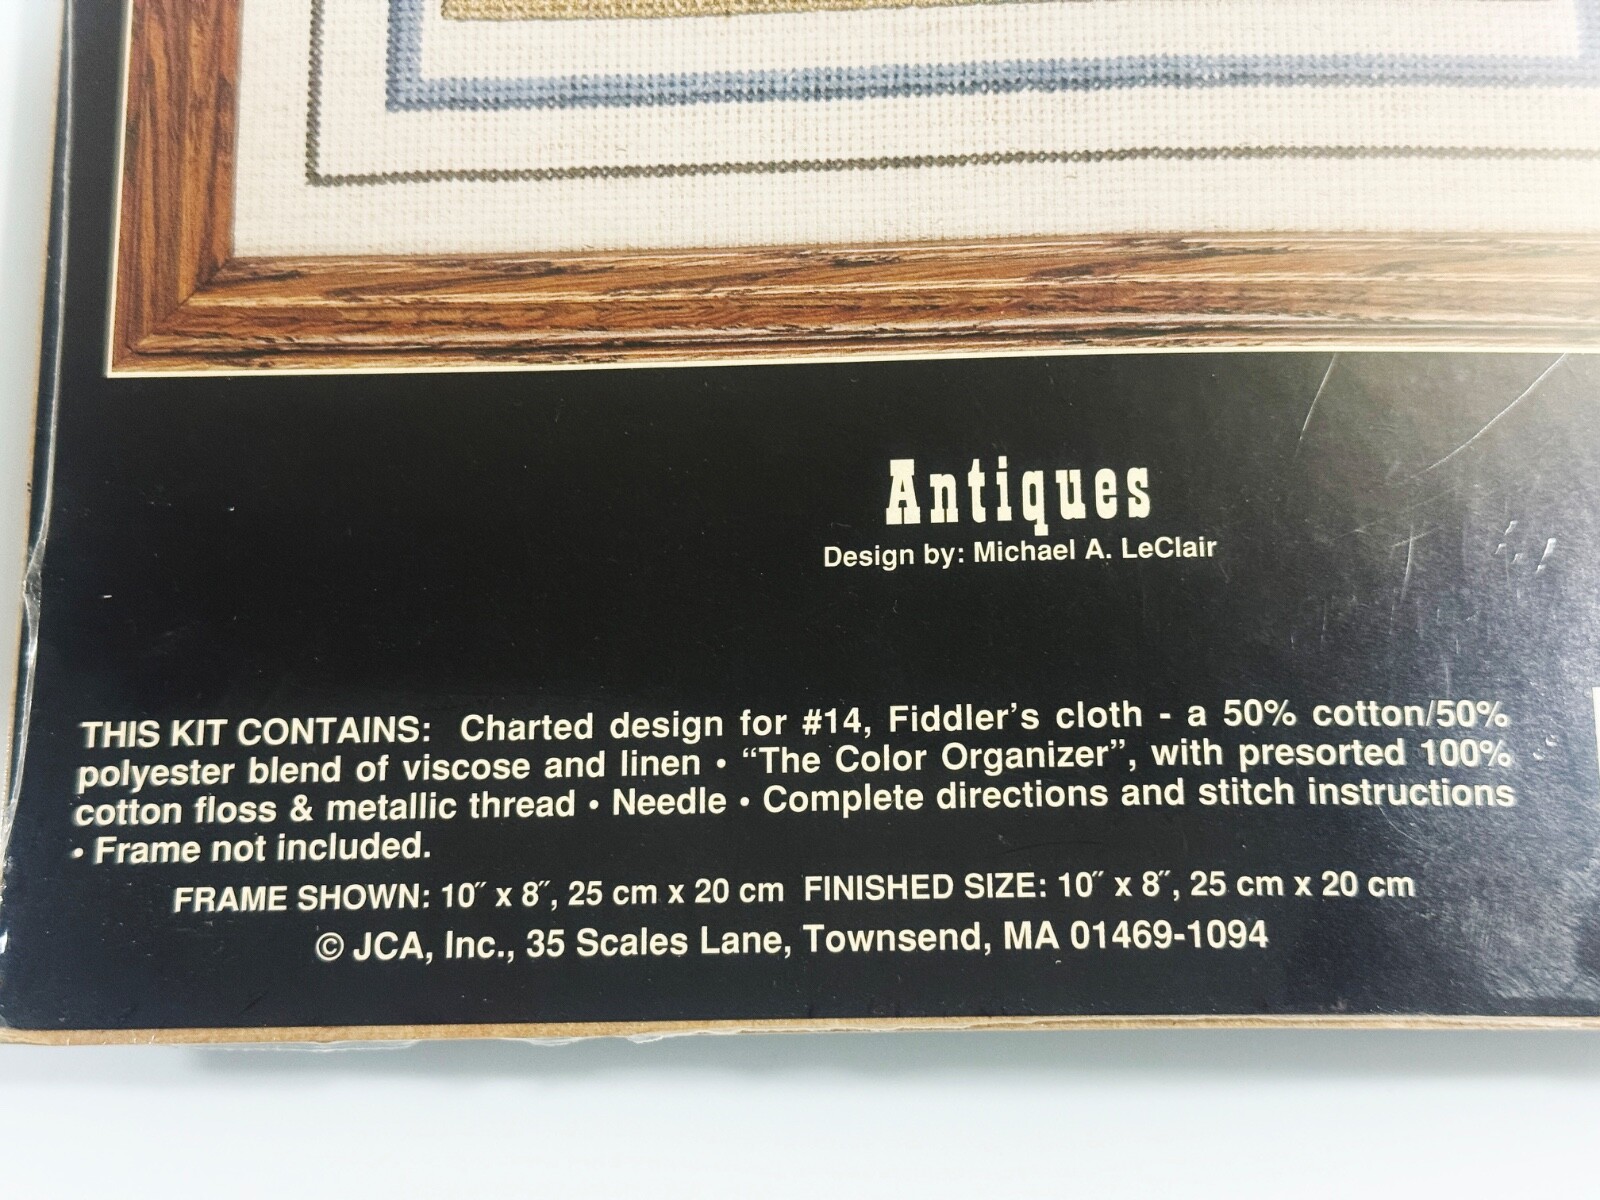 Antiques
Design by: Michael A. LeClair
THIS KIT CONTAINS: Charted design for #14, Fiddler's cloth - a 50% cotton/50%
polyester blend of viscose and linen • “The Color Organizer”, with presorted 100%
cotton floss & metallic thread • Needle • Complete directions and stitch instructions
• Frame not included.
FRAME SHOWN: 10″ x 8″, 25 cm x 20 cm FINISHED SIZE: 10″ x 8″, 25 cm x 20 cm
© JCA, Inc., 35 Scales Lane, Townsend, MA 01469-1094